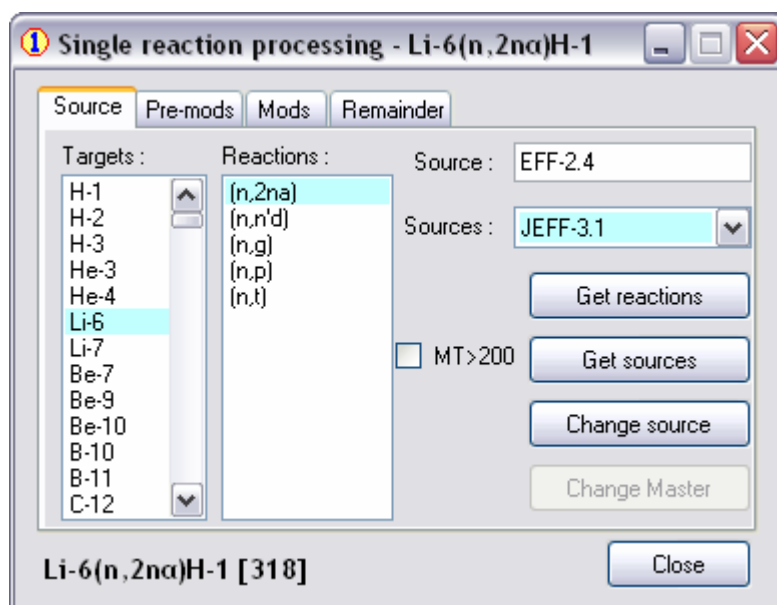 Single reaction processing - Li-6(n,2nα)H-1
Source
Pre-mods
Mods
Remainder
Targets :
H-1
H-2
H-3
He-3
He-4
Li-6
Li-7
Be-7
Be-9
Be-10
B-10
B-11
C-12
Reactions :
(n,2na)
(n,n'd)
(n,g)
(n,p)
(n,t)
Source :
EFF-2.4
Sources :
JEFF-3.1
Get reactions
MT>200
Get sources
Change source
Change Master
Li-6(n,2nα)H-1 [318]
Close